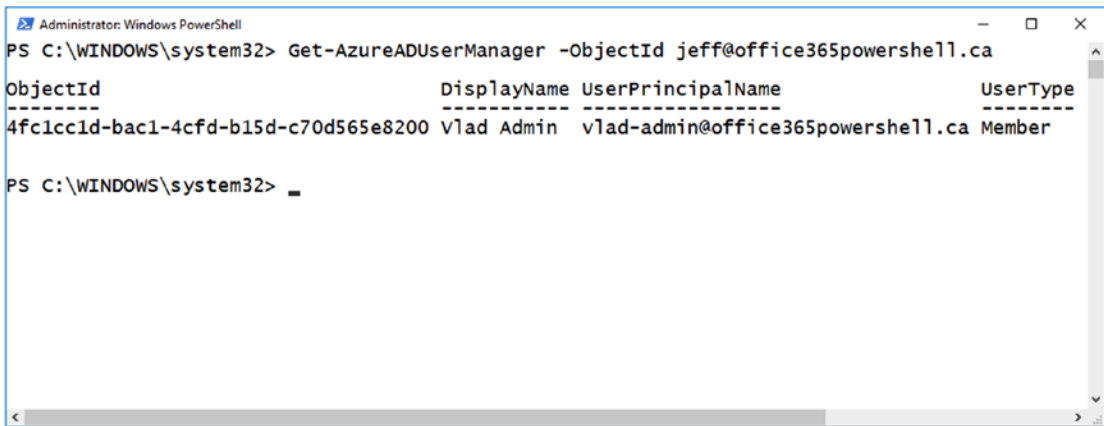 Administrator: Windows PowerShell
PS C:\WINDOWS\system32> Get-AzureADUserManager -ObjectId jeff@office365powershell.ca
ObjectId DisplayName UserPrincipalName UserType
-------- ----------- ----------------- --------
4fc1cc1d-bac1-4cfd-b15d-c70d565e8200 Vlad Admin vlad-admin@office365powershell.ca Member
PS C:\WINDOWS\system32> _